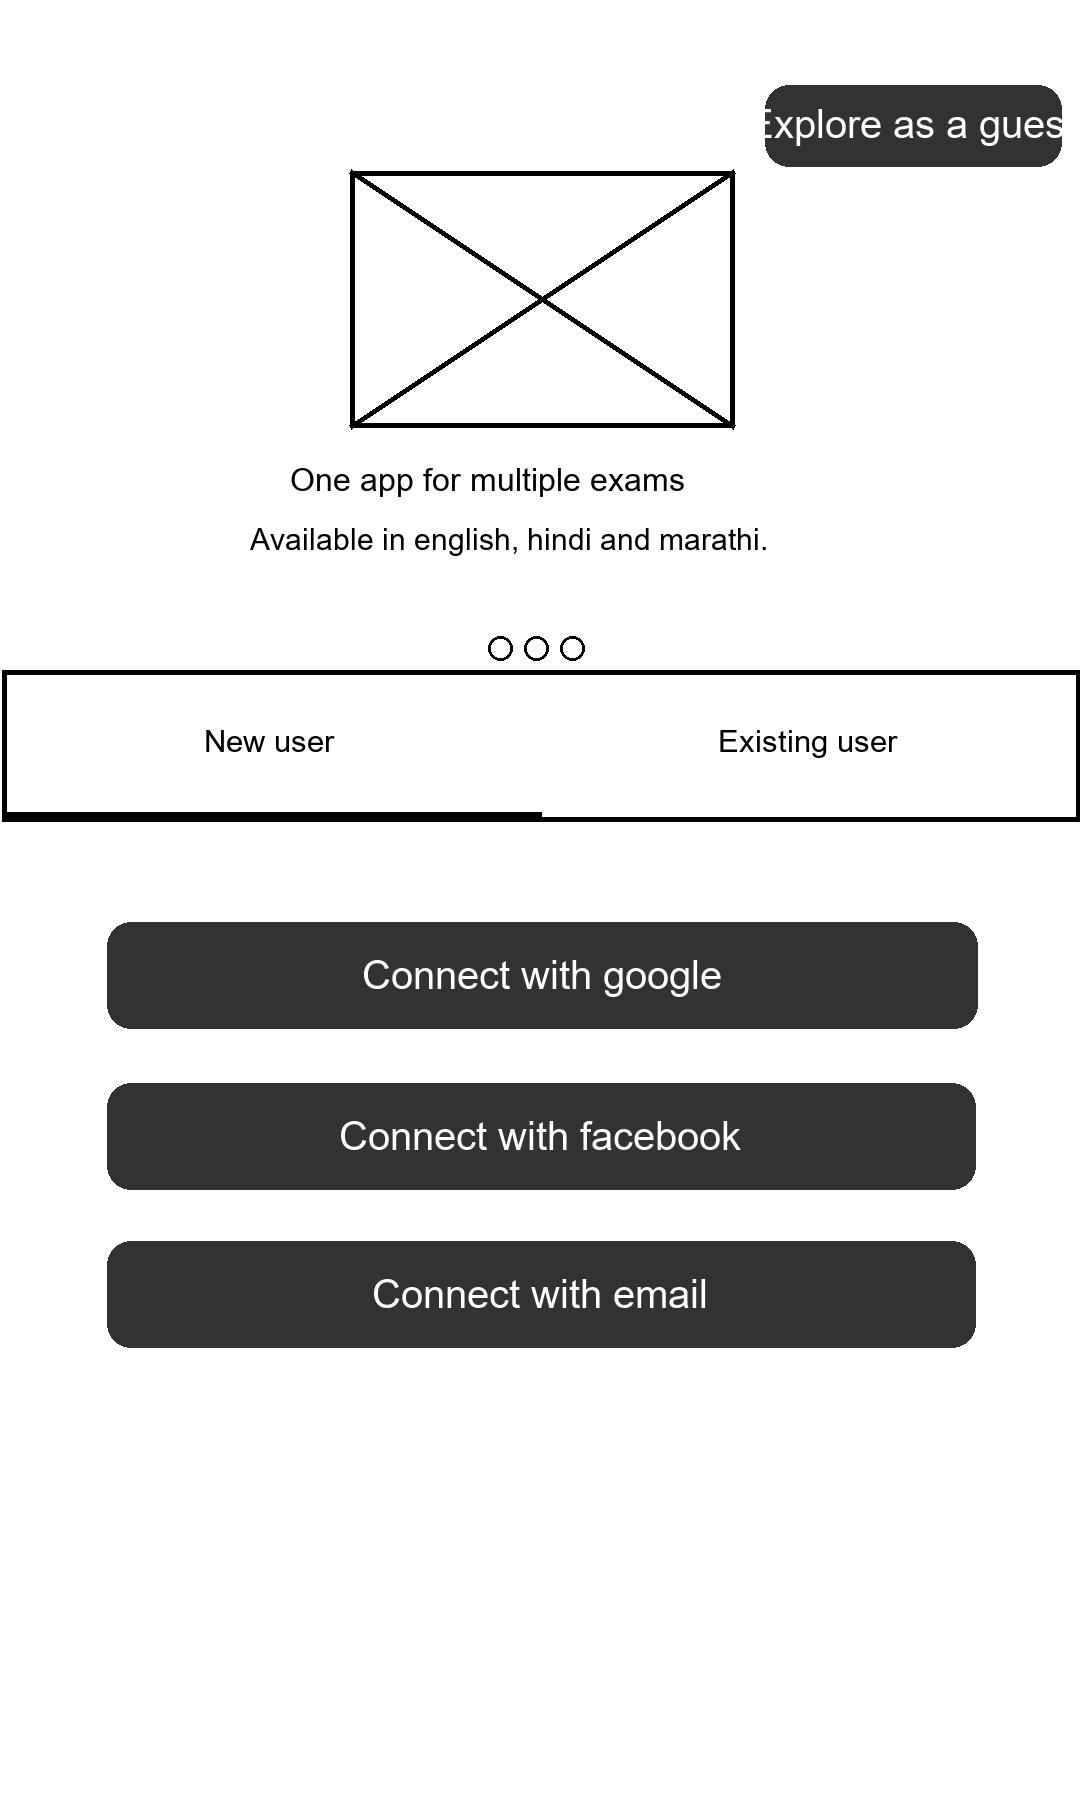 Explore as a gues
One app for multiple exams
Available in english, hindi and marathi.
New user
Existing user
Connect with google
Connect with facebook
Connect with email